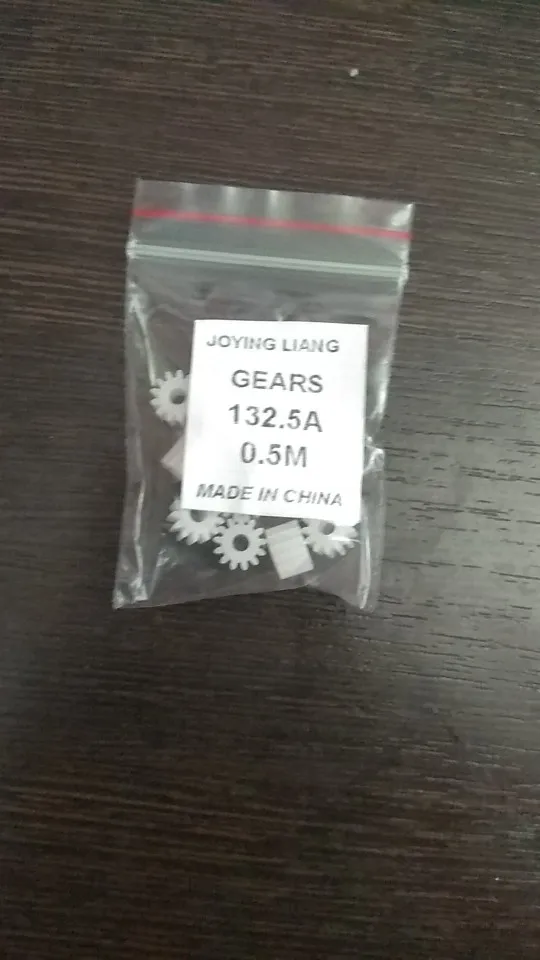 JOYING LIANG
GEARS
132.5A
0.5M
MADE IN CHINA